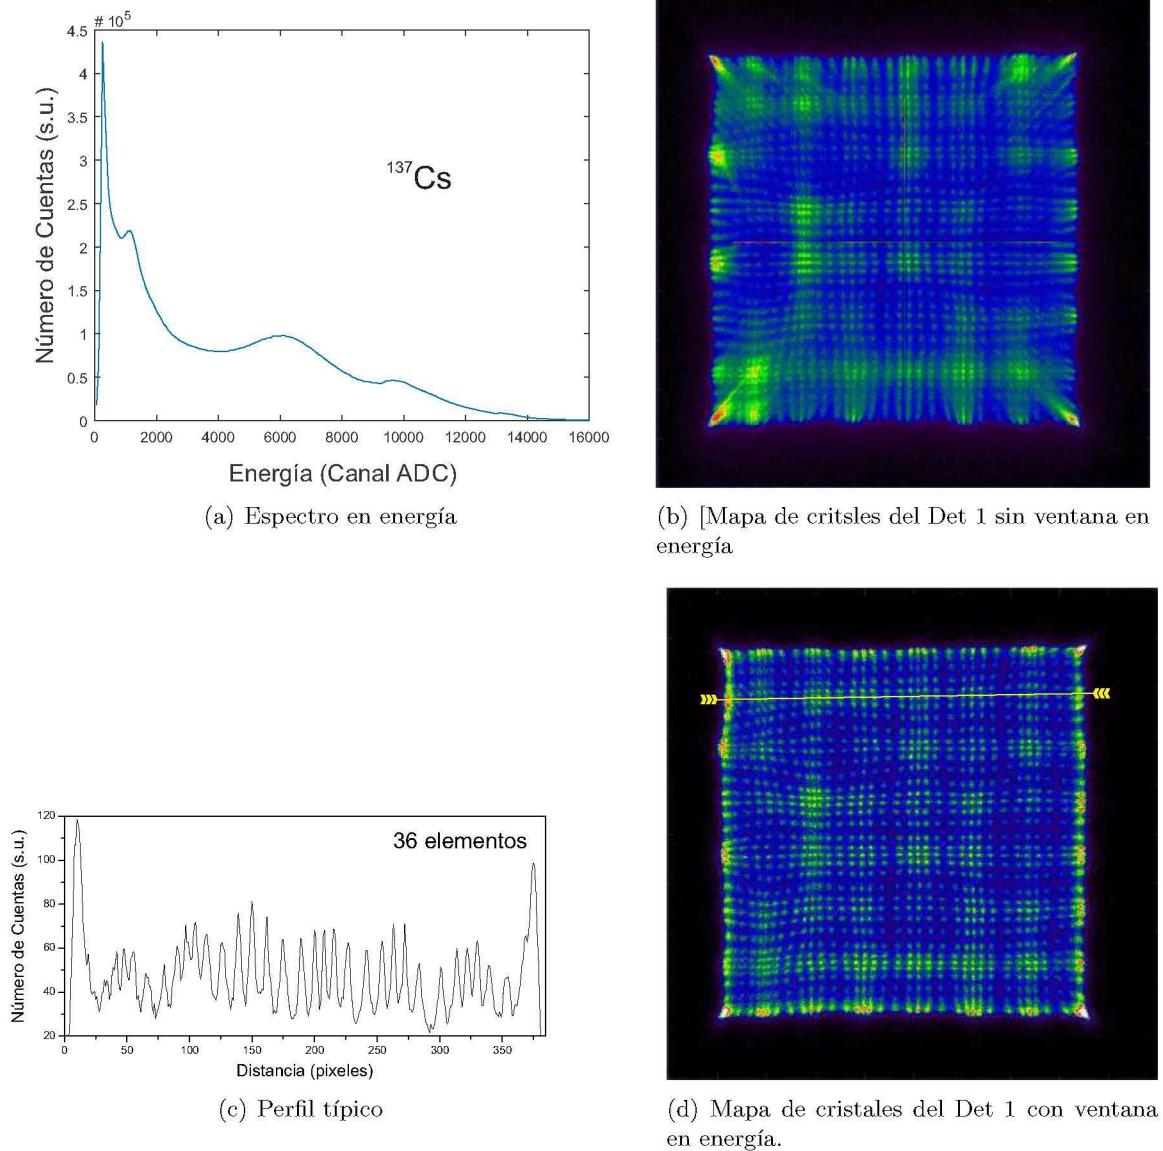 # 10^5
4.5
4
3.5
3
2.5
2
1.5
1
0.5
0
Número de Cuentas (s.u.)
137Cs
0 2000 4000 6000 8000 10000 12000 14000 16000
Energía (Canal ADC)
(a) Espectro en energía
(b) [Mapa de critsles del Det 1 sin ventana en
energía
120
100
80
60
40
20
Número de Cuentas (s.u.)
36 elementos
0 50 100 150 200 250 300 350
Distancia (pixeles)
(c) Perfil típico
(d) Mapa de cristales del Det 1 con ventana
en energía.